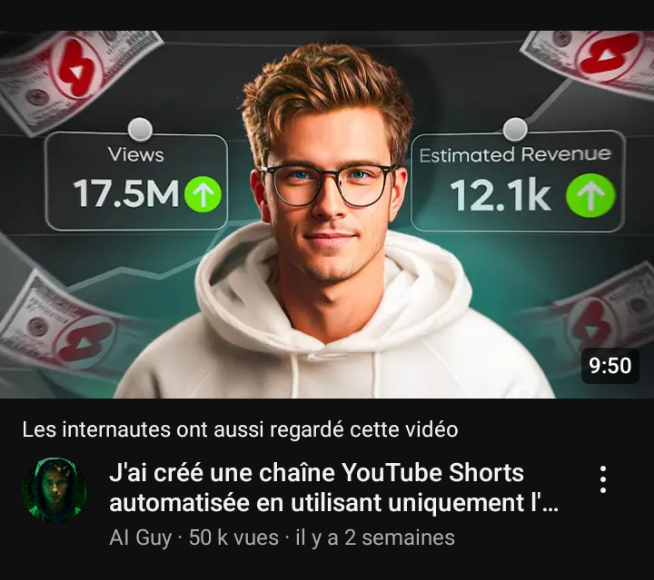 Views
17.5M
Estimated Revenue
12.1k
9:50
Les internautes ont aussi regardé cette vidéo
J'ai créé une chaîne YouTube Shorts
automatisée en utilisant uniquement l'...
AI Guy · 50 k vues · il y a 2 semaines